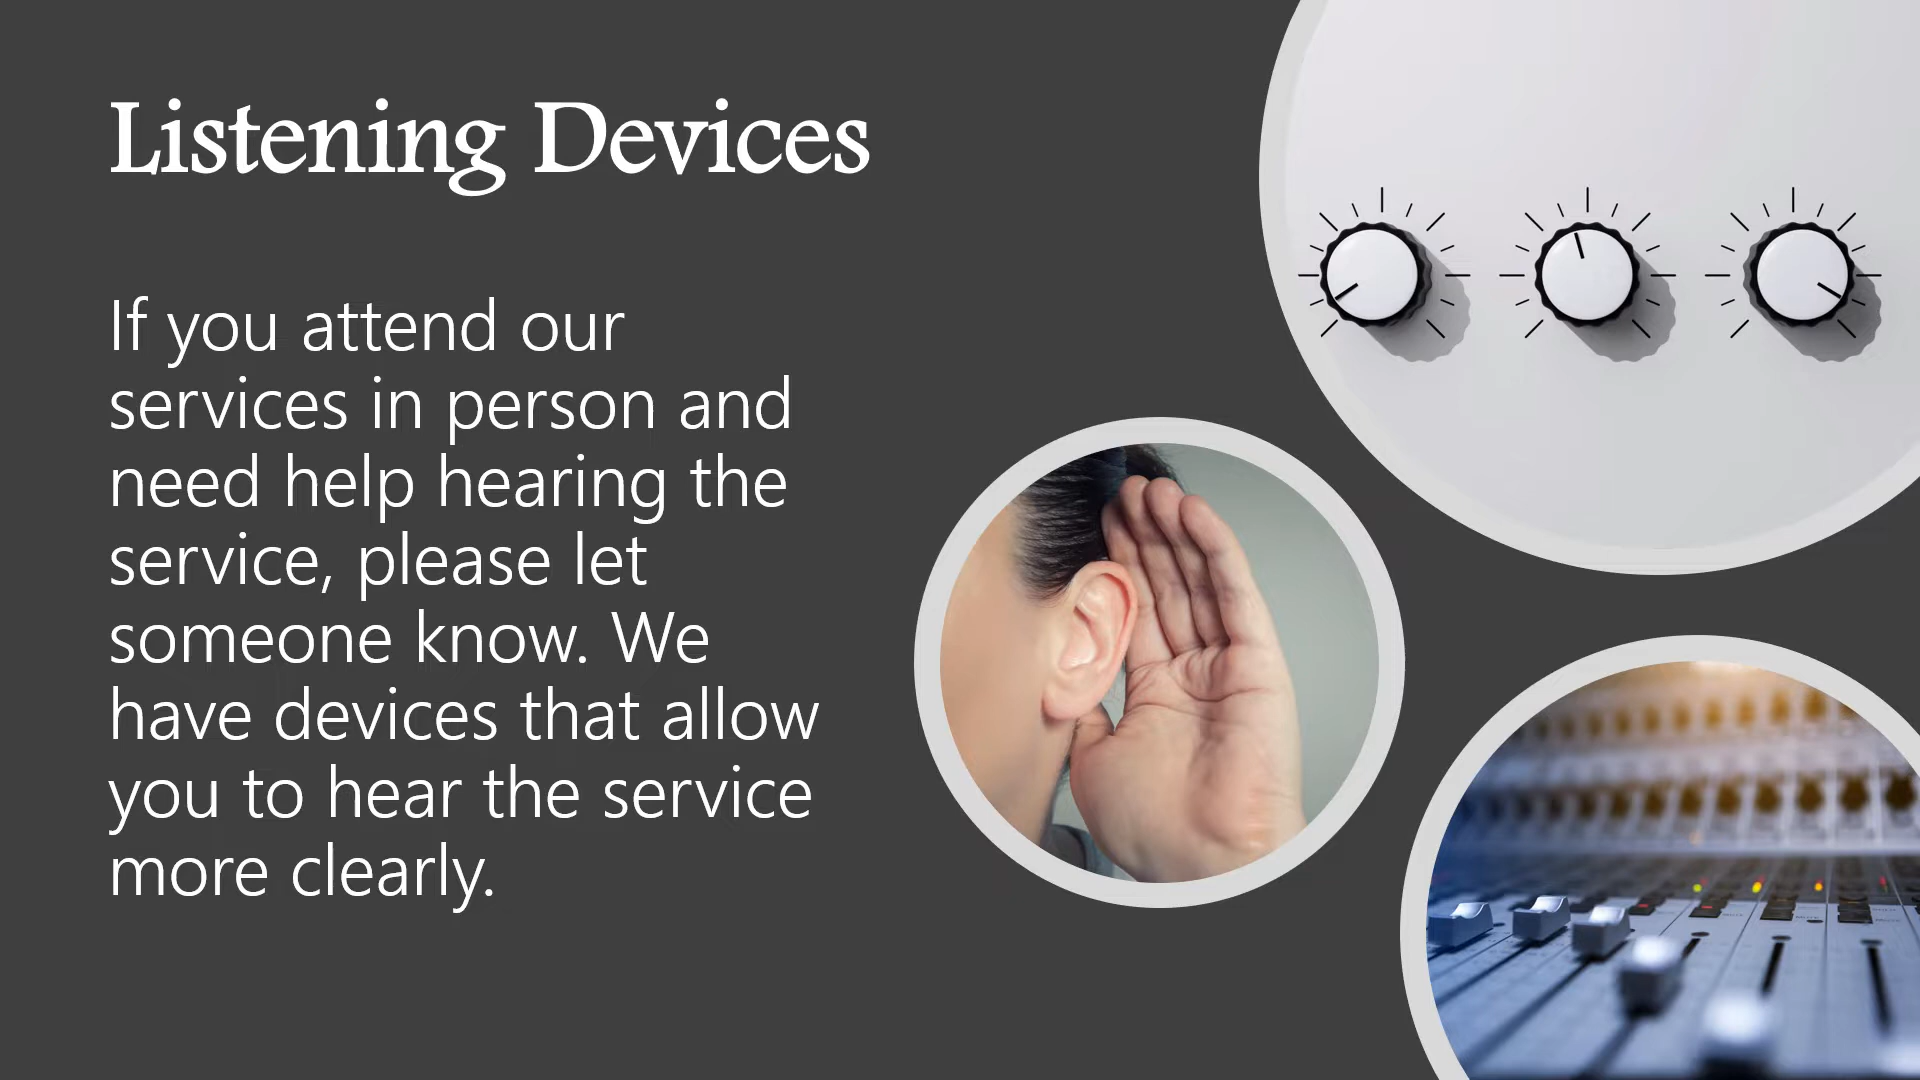 Listening Devices
If you attend our
services in person and
need help hearing the
service, please let
someone know. We
have devices that allow
you to hear the service
more clearly.